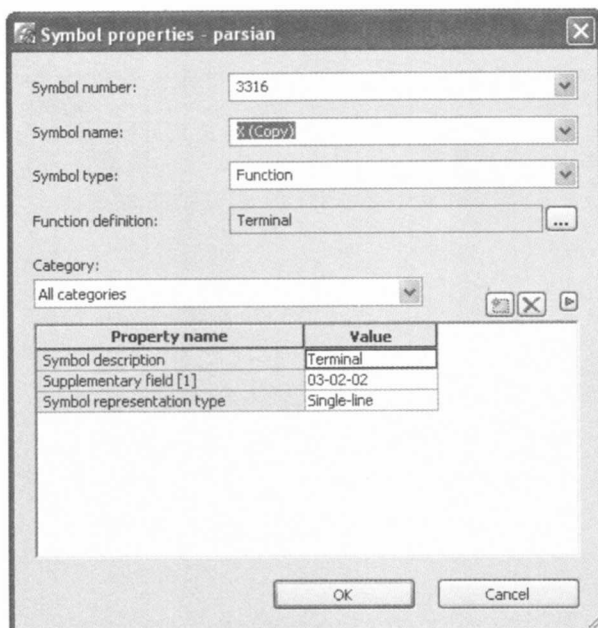 Symbol properties - parsian
Symbol number: 3316
Symbol name: X (Copy)
Symbol type: Function
Function definition: Terminal ...
Category:
All categories
Property name Value
Symbol description Terminal
Supplementary field [1] 03-02-02
Symbol representation type Single-line
OK Cancel